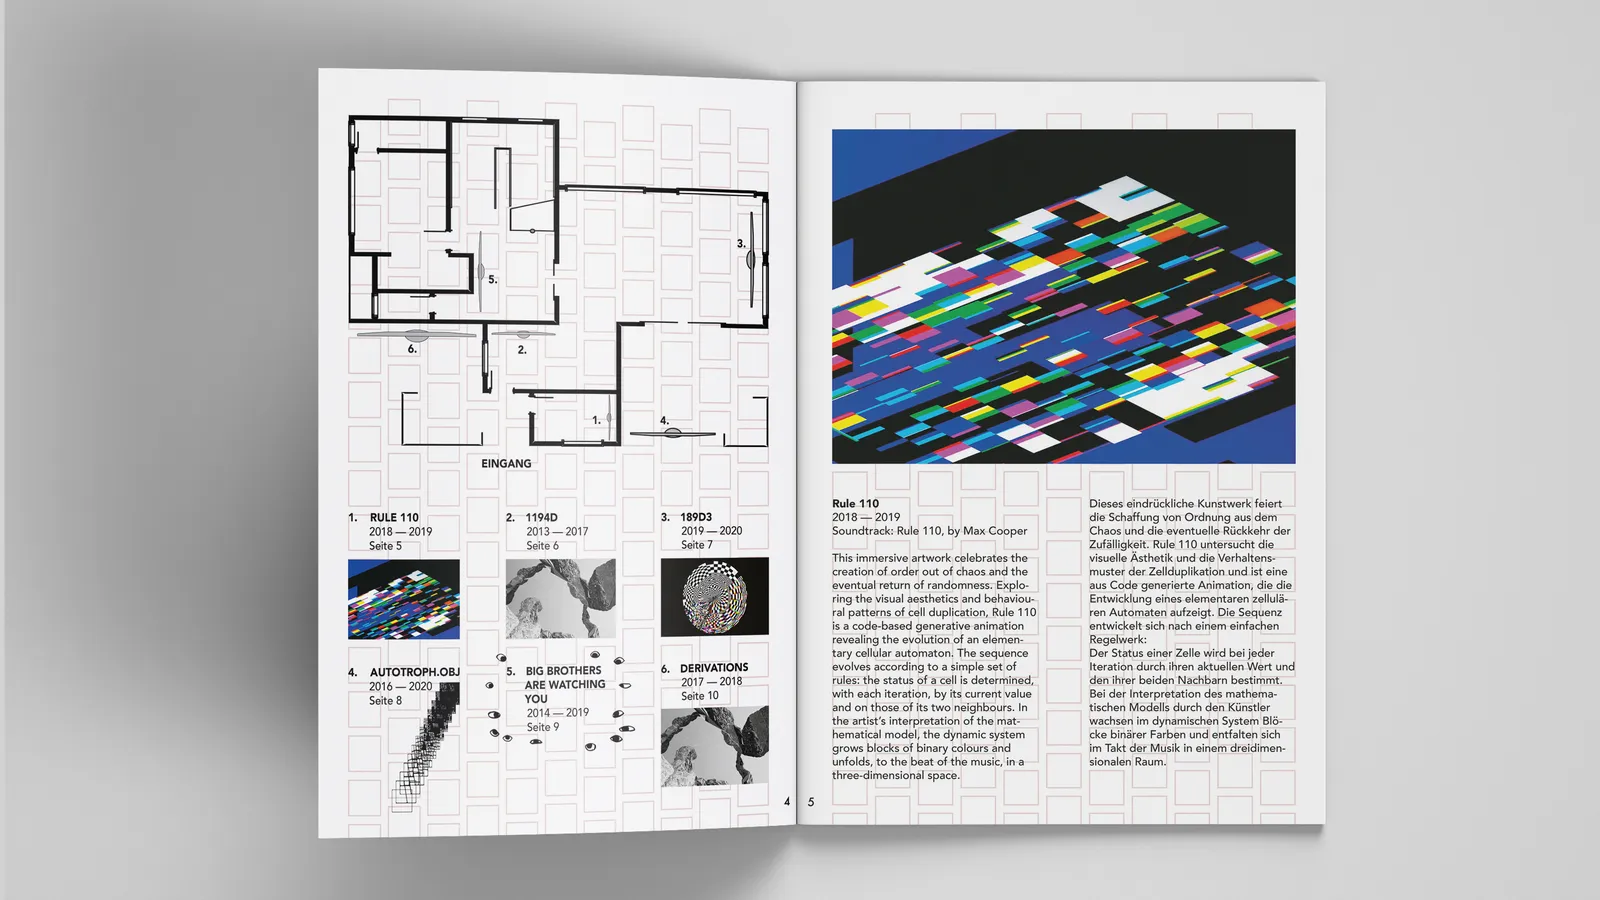 3.
5.
6.
2.
1.
4.
EINGANG
1. RULE 110
2018 — 2019
Seite 5
2. 1194D
2013 — 2017
Seite 6
3. 189D3
2019 — 2020
Seite 7
4. AUTOTROPH.OBJ
2016 — 2020
Seite 8
5. BIG BROTHERS
ARE WATCHING
YOU
2014 — 2019
Seite 9
6. DERIVATIONS
2017 — 2018
Seite 10
4
Rule 110
2018 — 2019
Soundtrack: Rule 110, by Max Cooper
This immersive artwork celebrates the
creation of order out of chaos and the
eventual return of randomness. Explo-
ring the visual aesthetics and behaviou-
ral patterns of cell duplication, Rule 110
is a code-based generative animation
revealing the evolution of an elemen-
tary cellular automaton. The sequence
evolves according to a simple set of
rules: the status of a cell is determined,
with each iteration, by its current value
and on those of its two neighbours. In
the artist's interpretation of the mat-
hematical model, the dynamic system
grows blocks of binary colours and
unfolds, to the beat of the music, in a
three-dimensional space.
Dieses eindrückliche Kunstwerk feiert
die Schaffung von Ordnung aus dem
Chaos und die eventuelle Rückkehr der
Zufälligkeit. Rule 110 untersucht die
visuelle Ästhetik und die Verhaltens-
muster der Zellduplikation und ist eine
aus Code generierte Animation, die die
Entwicklung eines elementaren zellulä-
ren Automaten aufzeigt. Die Sequenz
entwickelt sich nach einem einfachen
Regelwerk:
Der Status einer Zelle wird bei jeder
Iteration durch ihren aktuellen Wert und
den ihrer beiden Nachbarn bestimmt.
Bei der Interpretation des mathema-
tischen Modells durch den Künstler
wachsen im dynamischen System Blö-
cke binärer Farben und entfalten sich
im Takt der Musik in einem dreidimen-
sionalen Raum.
5